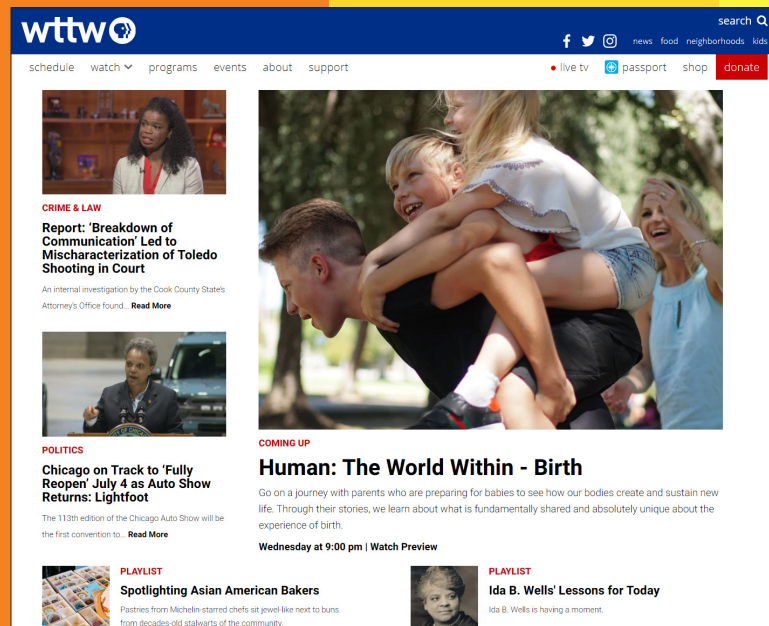 wttw
search
news food neighborhoods kids
schedule watch programs events about support
live tv passport shop donate
CRIME & LAW
Report: ‘Breakdown of
Communication’ Led to
Mischaracterization of Toledo
Shooting in Court
An internal investigation by the Cook County State's
Attorney's Office found... Read More
CITY OF CHICAGO
POLITICS
Chicago on Track to ‘Fully
Reopen’ July 4 as Auto Show
Returns: Lightfoot
The 113th edition of the Chicago Auto Show will be
the first convention to... Read More
COMING UP
Human: The World Within - Birth
Go on a journey with parents who are preparing for babies to see how our bodies create and sustain new
life. Through their stories, we learn about what is fundamentally shared and absolutely unique about the
experience of birth.
Wednesday at 9:00 pm | Watch Preview
PLAYLIST
Spotlighting Asian American Bakers
Pastries from Michelin-starred chefs sit jewel-like next to buns
from decades-old stalwarts of the community.
PLAYLIST
Ida B. Wells' Lessons for Today
Ida B. Wells is having a moment.